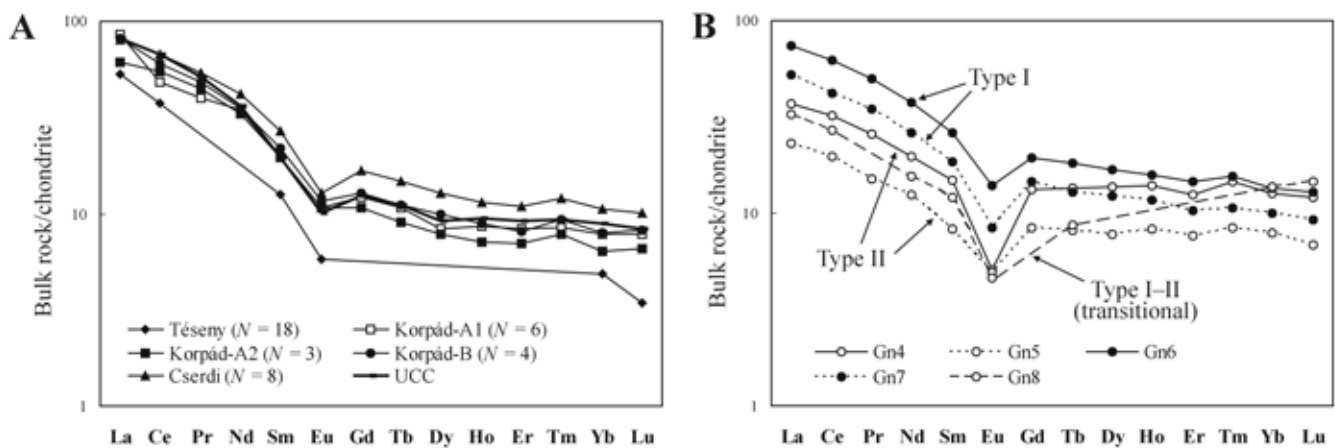 A
Bulk rock/chondrite
100
10
1
Téseny (N = 18)
Korpád-A1 (N = 6)
Korpád-A2 (N = 3)
Korpád-B (N = 4)
Cserdi (N = 8)
UCC
La Ce Pr Nd Sm Eu Gd Tb Dy Ho Er Tm Yb Lu
B
Bulk rock/chondrite
100
10
1
Type I
Type II
Type I–II
(transitional)
Gn4 Gn5 Gn6
Gn7 Gn8
La Ce Pr Nd Sm Eu Gd Tb Dy Ho Er Tm Yb Lu